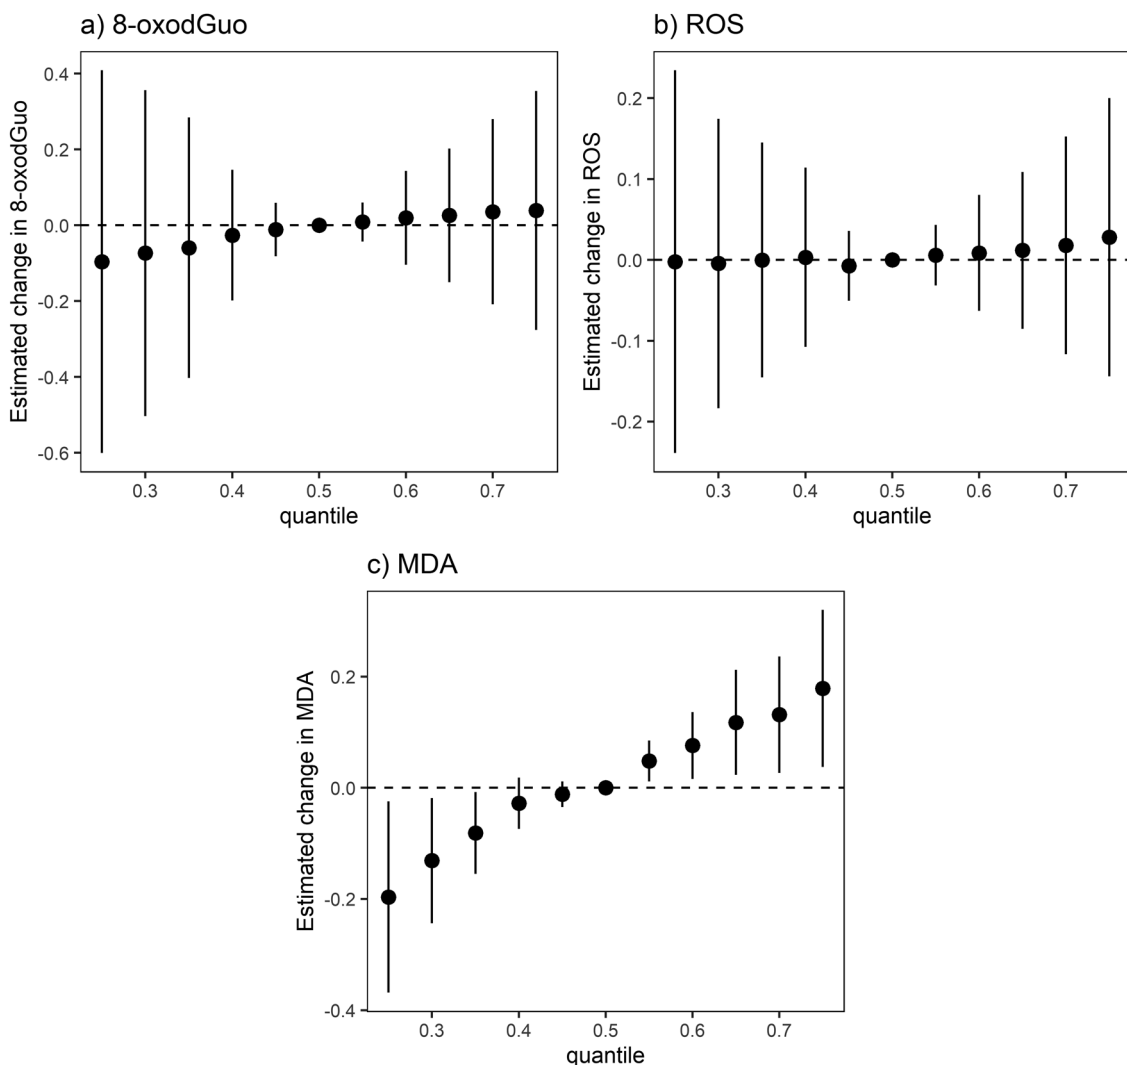 a) 8-oxodGuo
Estimated change in 8-oxodGuo
0.4
0.2
0.0
-0.2
-0.4
-0.6
0.3 0.4 0.5 0.6 0.7
quantile
b) ROS
Estimated change in ROS
0.2
0.1
0.0
-0.1
-0.2
0.3 0.4 0.5 0.6 0.7
quantile
c) MDA
Estimated change in MDA
0.2
0.0
-0.2
-0.4
0.3 0.4 0.5 0.6 0.7
quantile